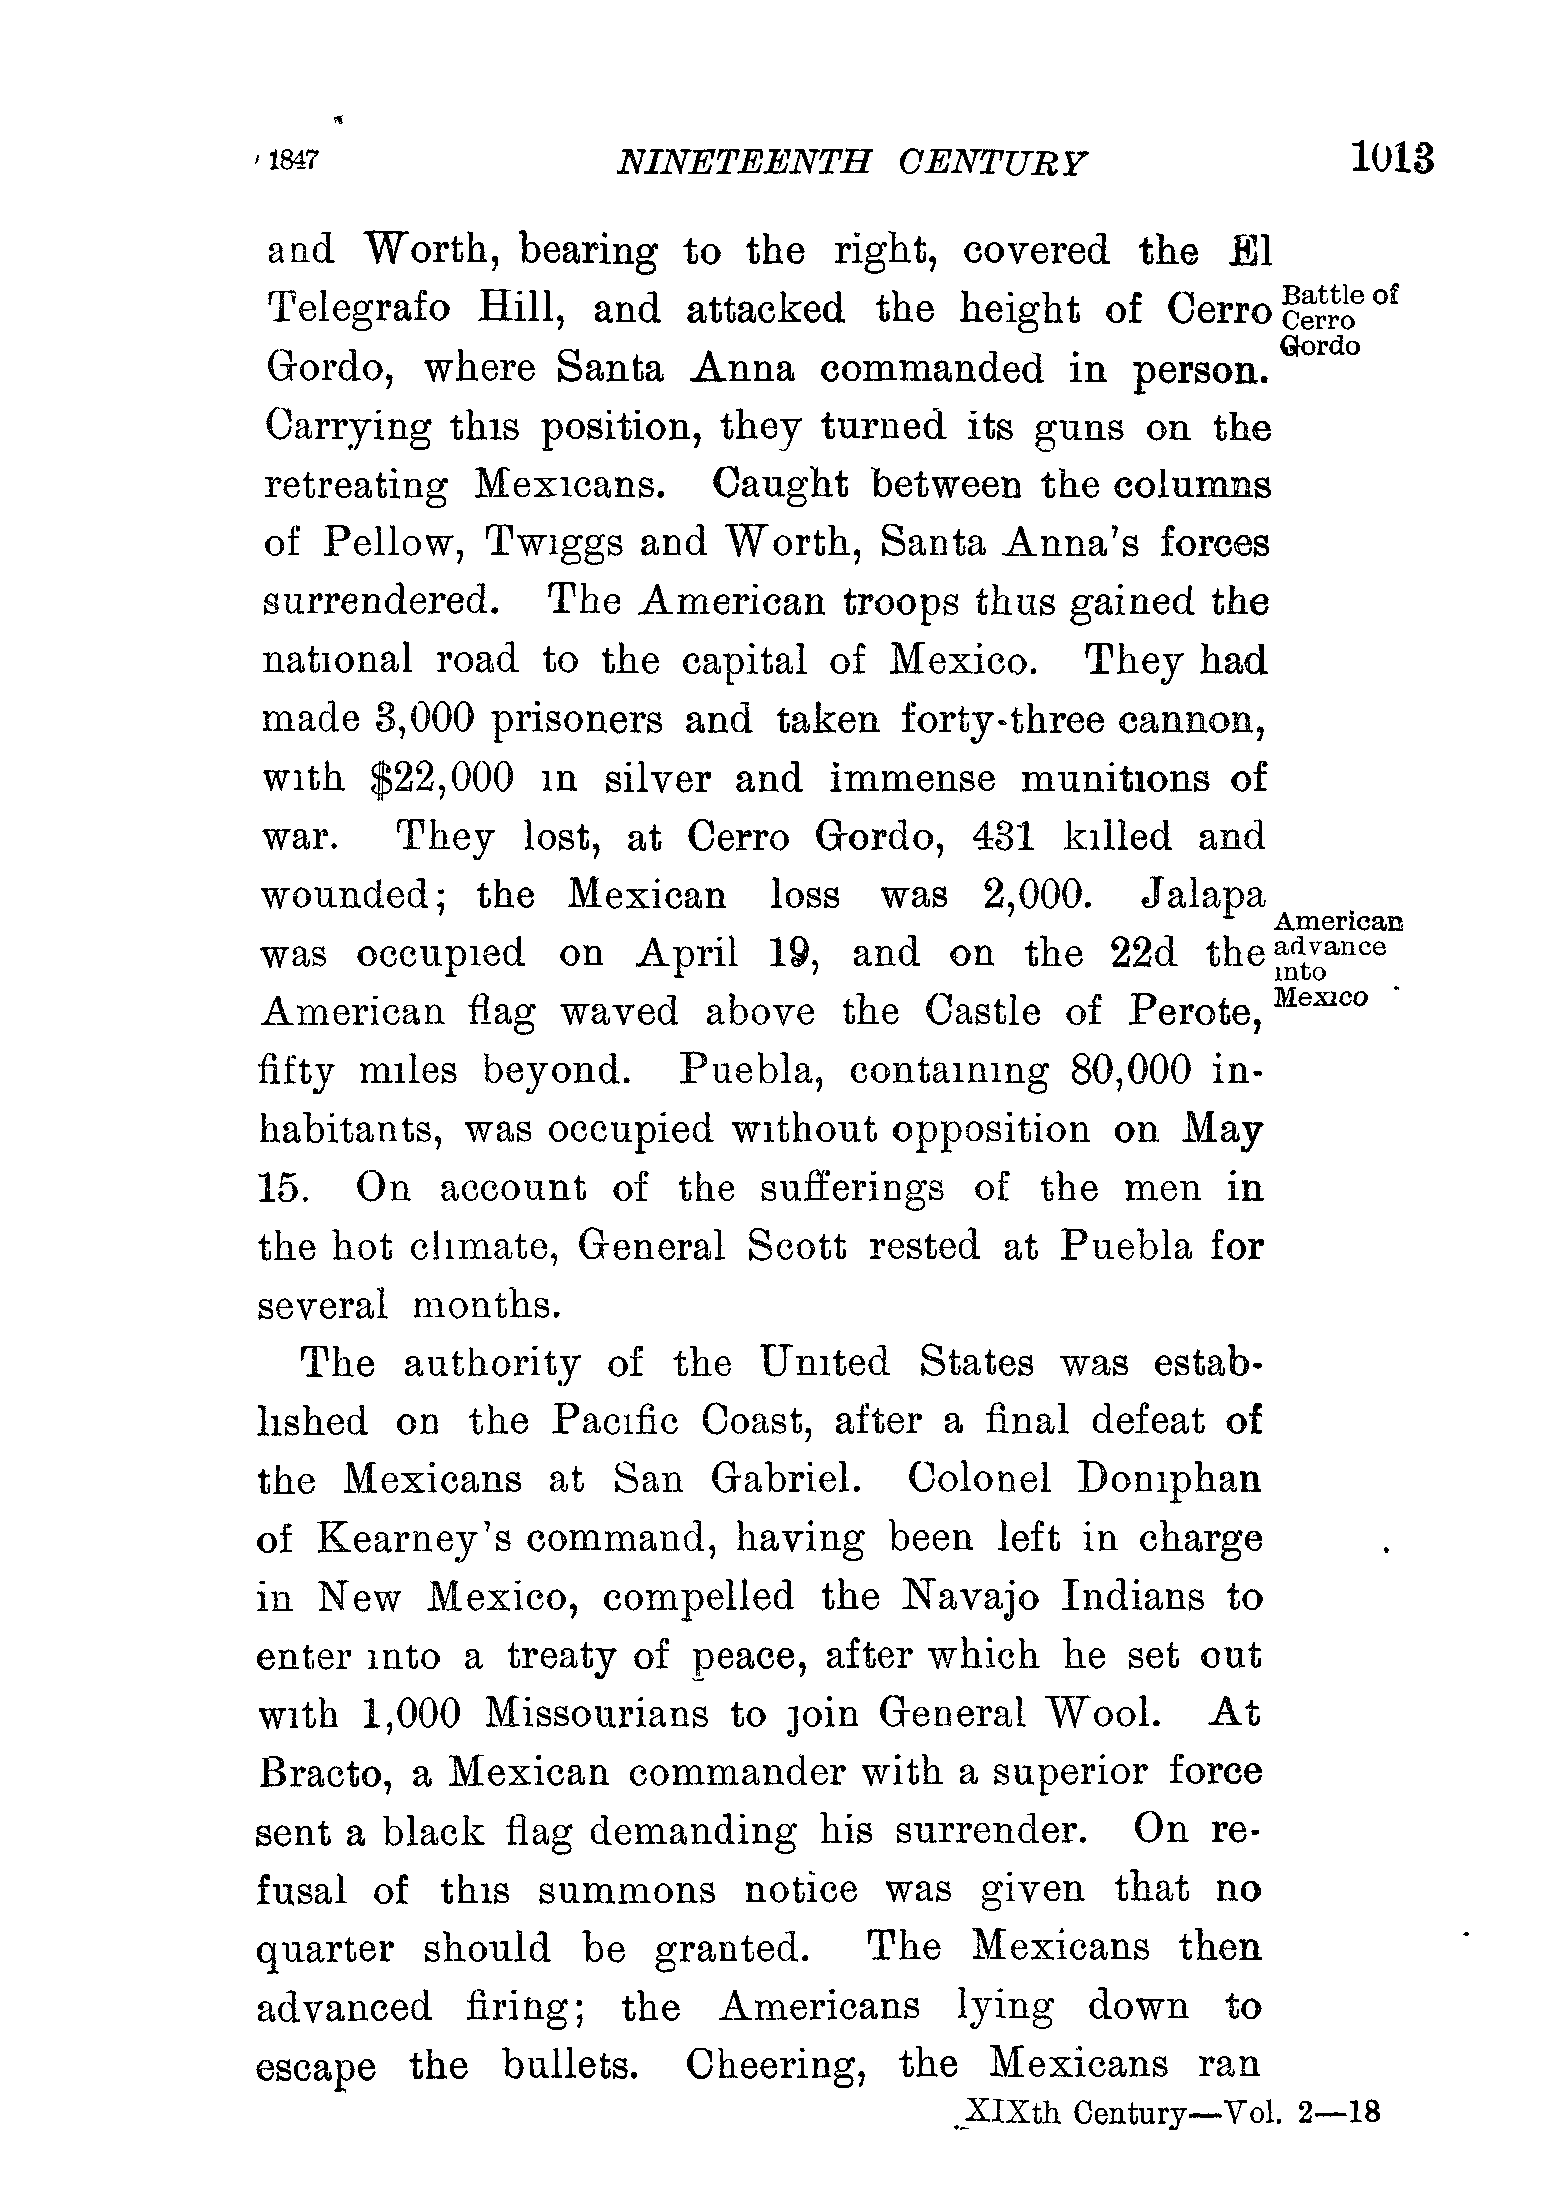 1847 NINETEENTH CENTURY 1013
and Worth, bearing to the right, covered the El
Telegrafo Hill, and attacked the height of Cerro
Gordo, where Santa Anna commanded in person.
Battle of
Cerro
Gordo
Carrying this position, they turned its guns on the
retreating Mexicans. Caught between the columns
of Pellow, Twiggs and Worth, Santa Anna's forces
surrendered. The American troops thus gained the
national road to the capital of Mexico. They had
made 3,000 prisoners and taken forty-three cannon,
with $22,000 in silver and immense munitions of
war. They lost, at Cerro Gordo, 431 killed and
wounded; the Mexican loss was 2,000. Jalapa
was occupied on April 19, and on the 22d the
American flag waved above the Castle of Perote,
American
advance
into
Mexico
fifty miles beyond. Puebla, containing 80,000 in-
habitants, was occupied without opposition on May
15. On account of the sufferings of the men in
the hot climate, General Scott rested at Puebla for
several months.
The authority of the United States was estab-
lished on the Pacific Coast, after a final defeat of
the Mexicans at San Gabriel. Colonel Doniphan
of Kearney's command, having been left in charge
in New Mexico, compelled the Navajo Indians to
enter into a treaty of peace, after which he set out
with 1,000 Missourians to join General Wool. At
Bracto, a Mexican commander with a superior force
sent a black flag demanding his surrender. On re-
fusal of this summons notice was given that no
quarter should be granted. The Mexicans then
advanced firing; the Americans lying down to
escape the bullets. Cheering, the Mexicans ran
XIXth Century—Vol. 2—18